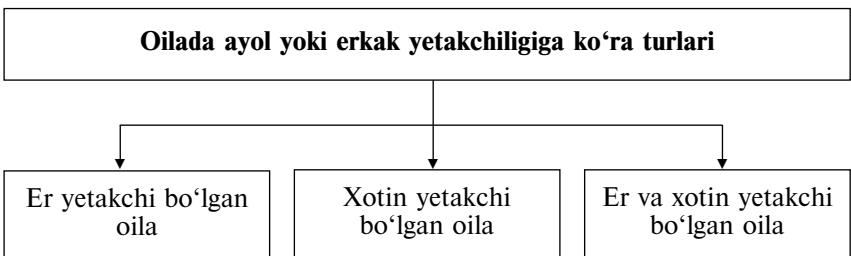 Oilada ayol yoki erkak yetakchiligiga ko‘ra turlari
Er yetakchi bo‘lgan
oila
Xotin yetakchi
bo‘lgan oila
Er va xotin yetakchi
bo‘lgan oila